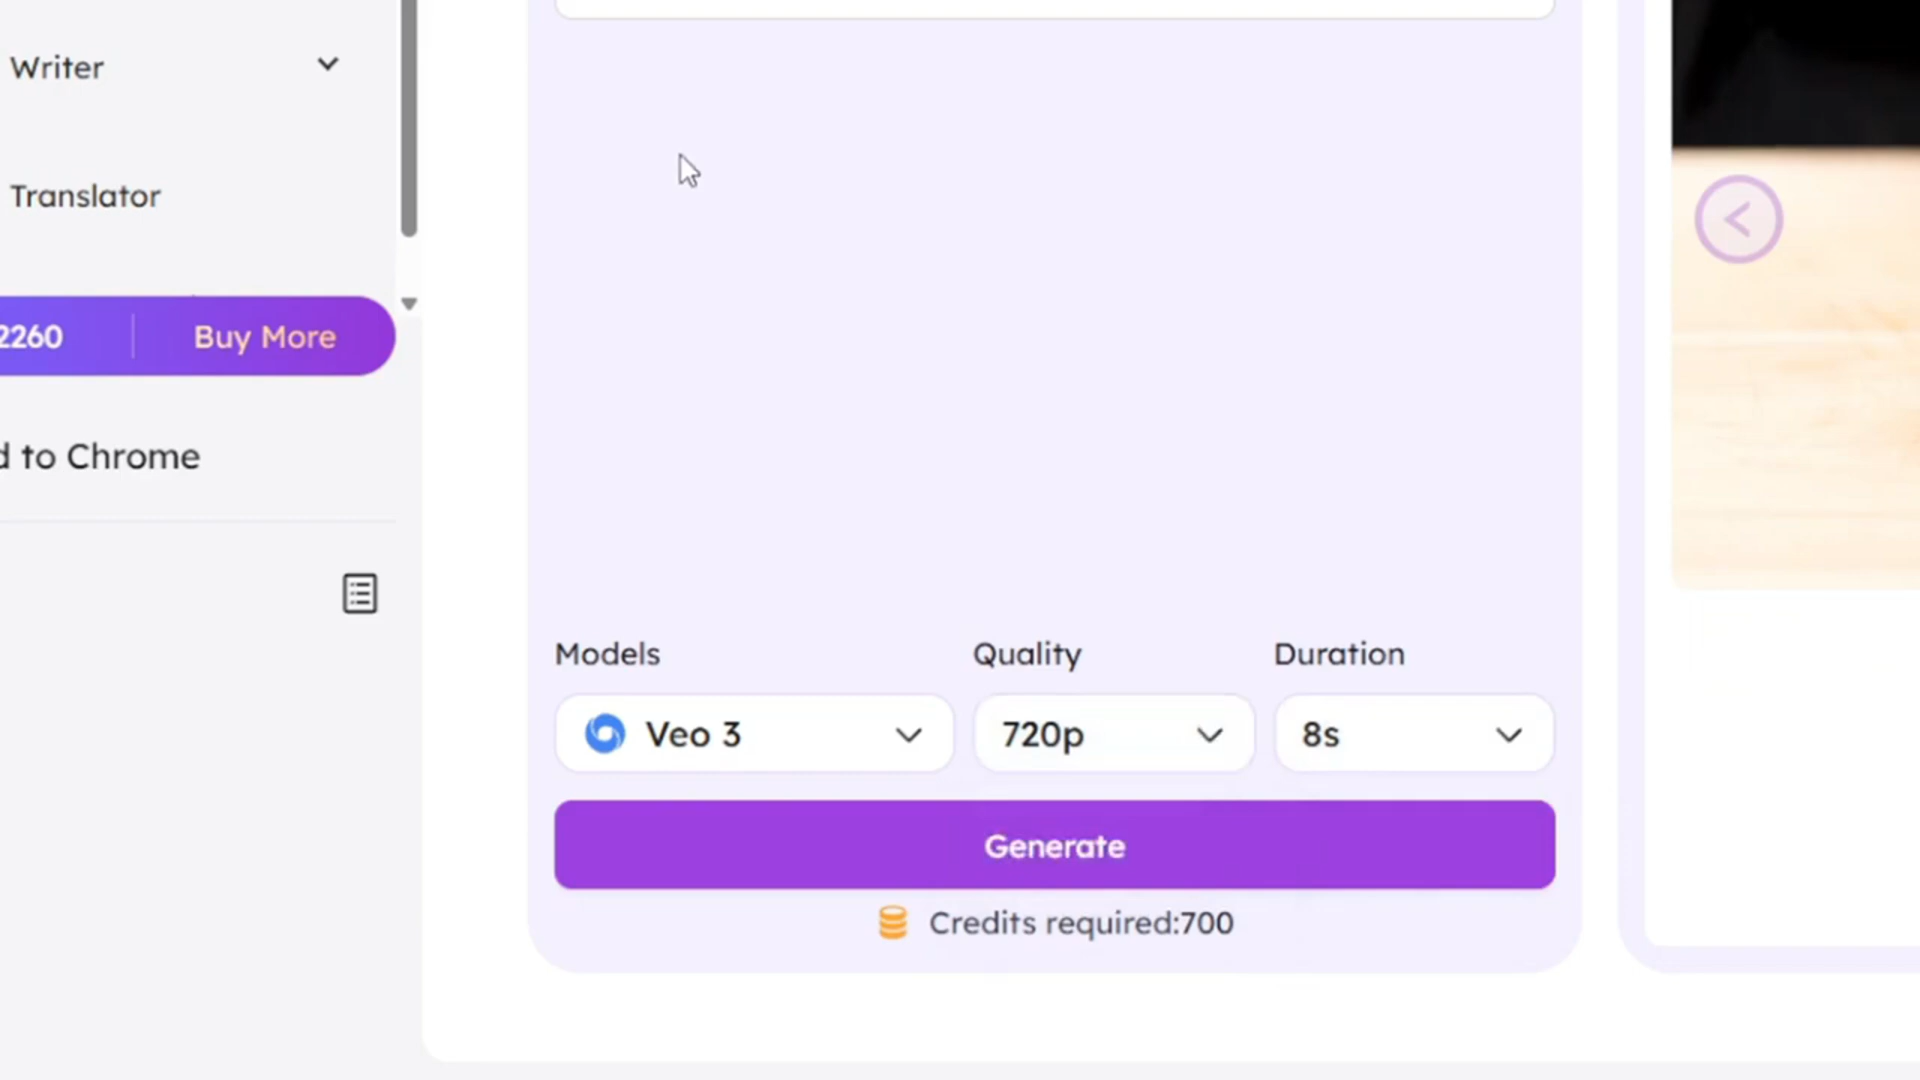 Writer
Translator
2260
Buy More
d to Chrome
Models
Quality
Duration
Veo 3
720p
8s
Generate
Credits required:700